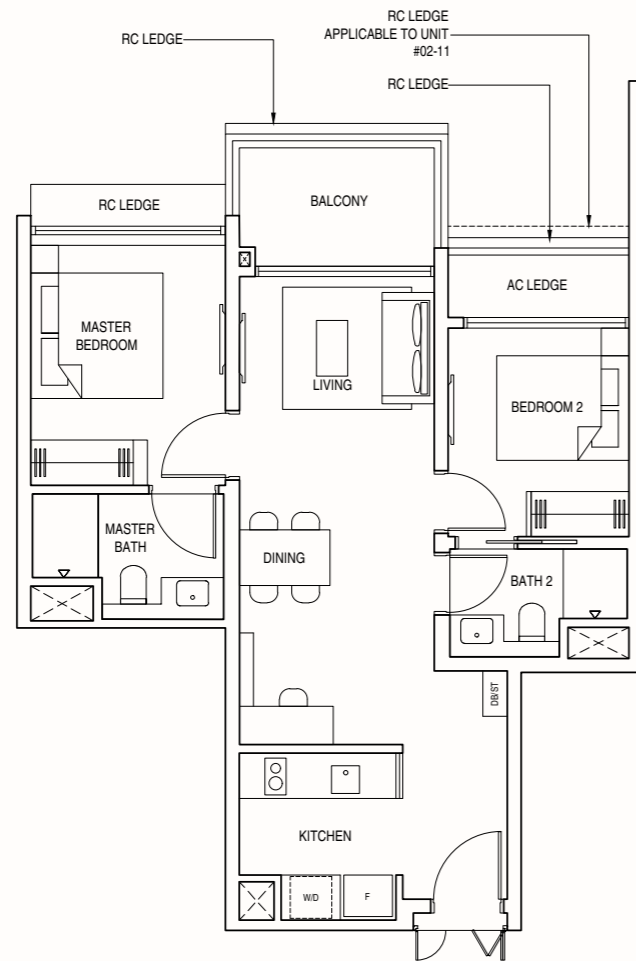 RC LEDGE
APPLICABLE TO UNIT
#02-11
RC LEDGE
RC LEDGE
RC LEDGE
BALCONY
AC LEDGE
MASTER
BEDROOM
LIVING
BEDROOM 2
MASTER
BATH
DINING
BATH 2
DB/ST
KITCHEN
W/D
F